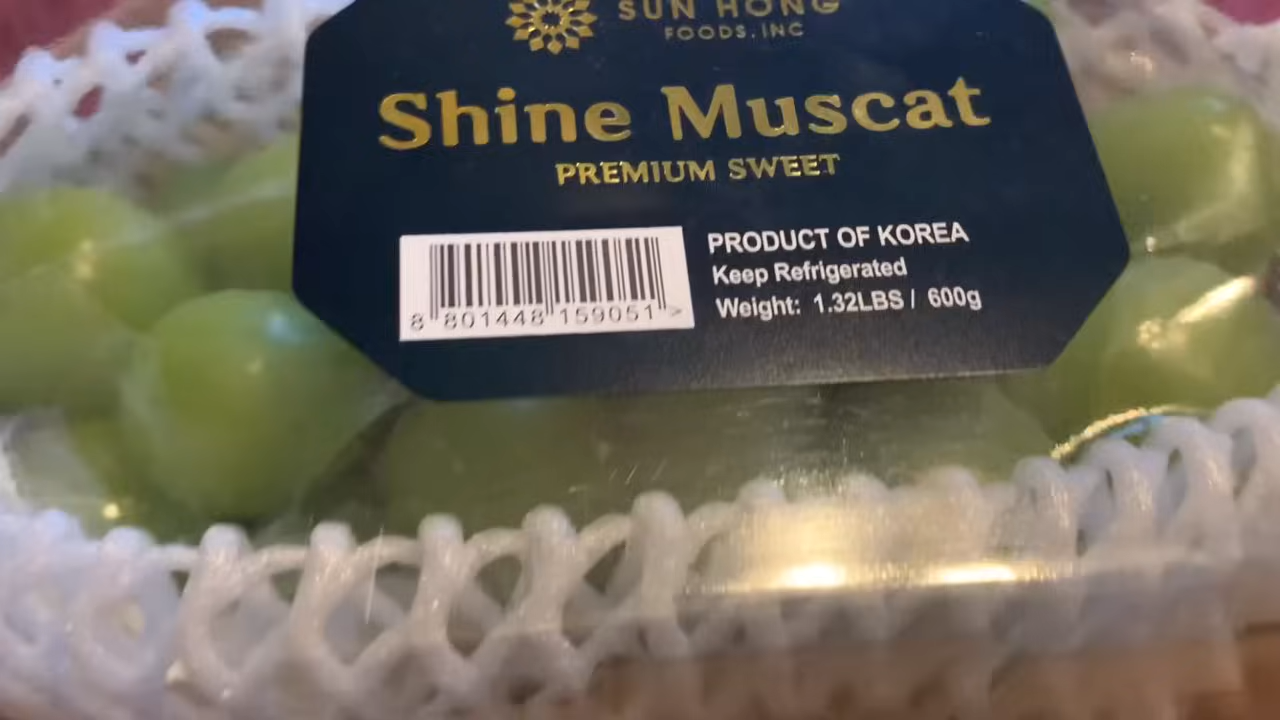 SUN HONG
FOODS.INC
Shine Muscat
PREMIUM SWEET
PRODUCT OF KOREA
Keep Refrigerated
Weight: 1.32LBS / 600g
8 801448 159051 >